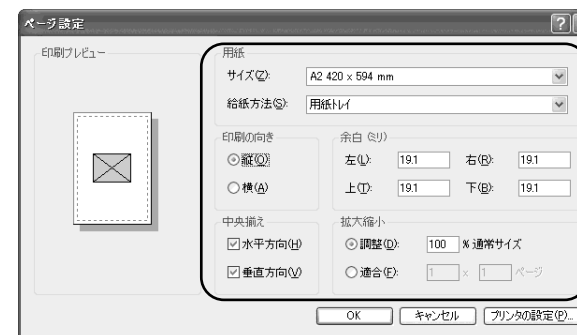 ページ設定
印刷プレビュー
用紙
サイズ(Z): A2 420 x 594 mm
給紙方法(S): 用紙トレイ
印刷の向き
縦(O)
横(A)
余白 (ミリ)
左(L): 19.1 右(R): 19.1
上(T): 19.1 下(B): 19.1
中央揃え
水平方向(H)
垂直方向(V)
拡大縮小
調整(D): 100 % 通常サイズ
適合(F): 1 x 1 ページ
OK キャンセル プリンタの設定(P)...